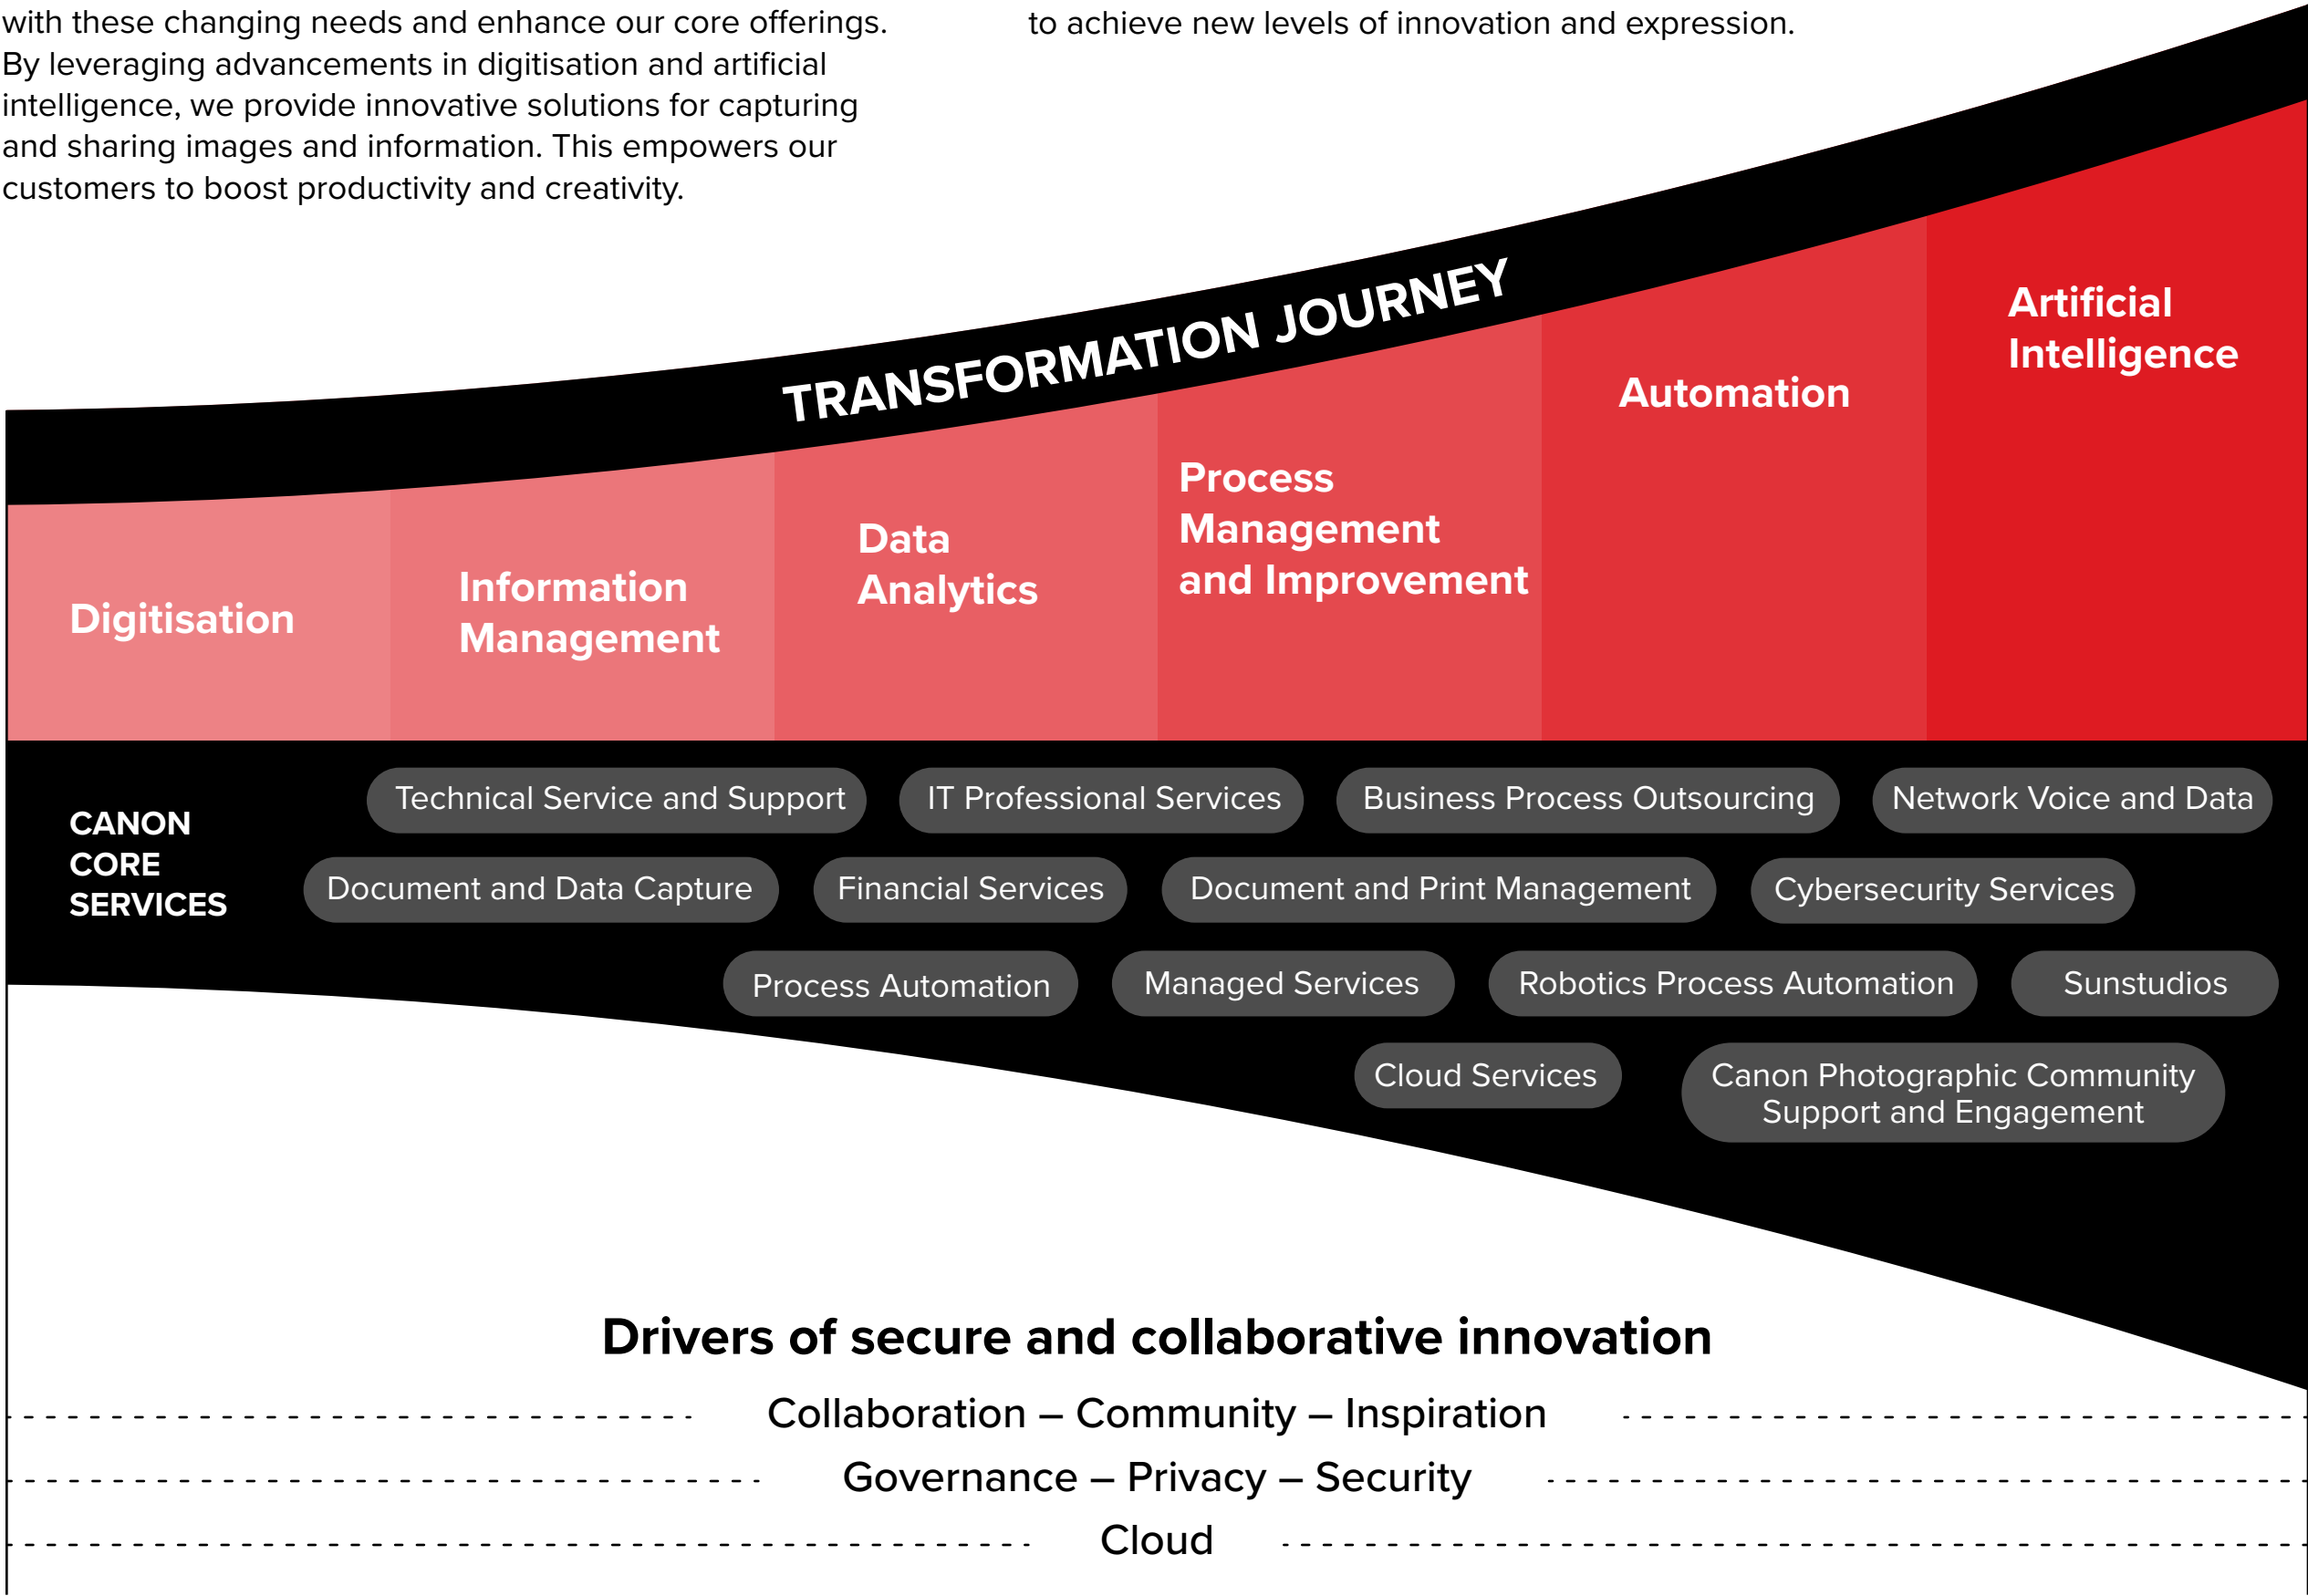 with these changing needs and enhance our core offerings.
By leveraging advancements in digitisation and artificial
intelligence, we provide innovative solutions for capturing
and sharing images and information. This empowers our
customers to boost productivity and creativity.
to achieve new levels of innovation and expression.
TRANSFORMATION JOURNEY
Digitisation
Information
Management
Data
Analytics
Process
Management
and Improvement
Automation
Artificial
Intelligence
CANON
CORE
SERVICES
Technical Service and Support
IT Professional Services
Business Process Outsourcing
Network Voice and Data
Document and Data Capture
Financial Services
Document and Print Management
Cybersecurity Services
Process Automation
Managed Services
Robotics Process Automation
Sunstudios
Cloud Services
Canon Photographic Community
Support and Engagement
Drivers of secure and collaborative innovation
Collaboration – Community – Inspiration
Governance – Privacy – Security
Cloud